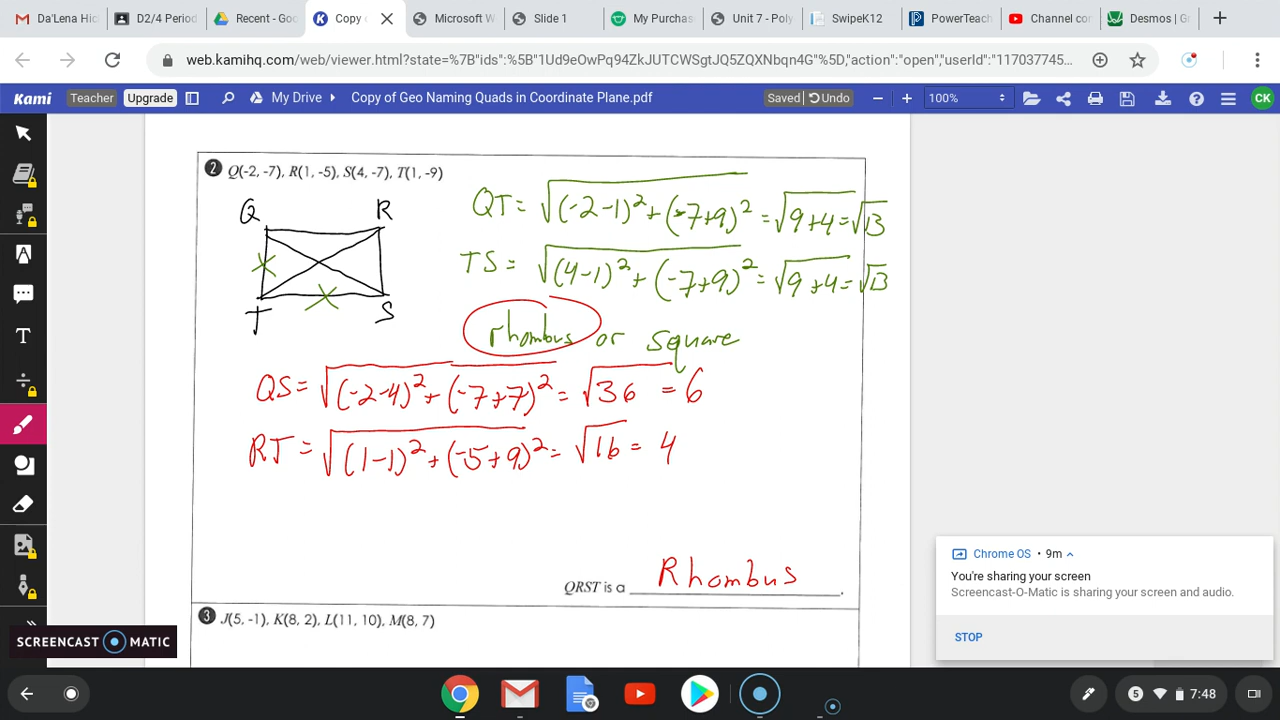 Da'Lena Hic
D2/4 Period
Recent - Goo
Copy o
Microsoft W
Slide 1
My Purchas
Unit 7 - Poly
SwipeK12
PowerTeach
Channel con
Desmos | Gr
web.kamihq.com/web/viewer.html?state=%7B"ids":%5B"1Ud9eOwPq94ZkJUTCWSgtJQ5ZQXNbqn4G"%5D,"action":"open","userId":"117037745...
Kami Teacher Upgrade My Drive Copy of Geo Naming Quads in Coordinate Plane.pdf Saved Undo 100% CK
2 Q(-2, -7), R(1, -5), S(4, -7), T(1, -9)
Q R
T S
QT = √(-2-1)²+(-7+9)² = √9+4 = √13
TS = √(4-1)²+(-7+9)² = √9+4 = √13
rhombus or square
QS = √(-2-4)²+(-7+7)² = √36 = 6
RT = √(1-1)²+(-5+9)² = √16 = 4
QRST is a Rhombus.
3 J(5, -1), K(8, 2), L(11, 10), M(8, 7)
Chrome OS • 9m
You're sharing your screen
Screencast-O-Matic is sharing your screen and audio.
STOP
SCREENCAST MATIC
5 7:48